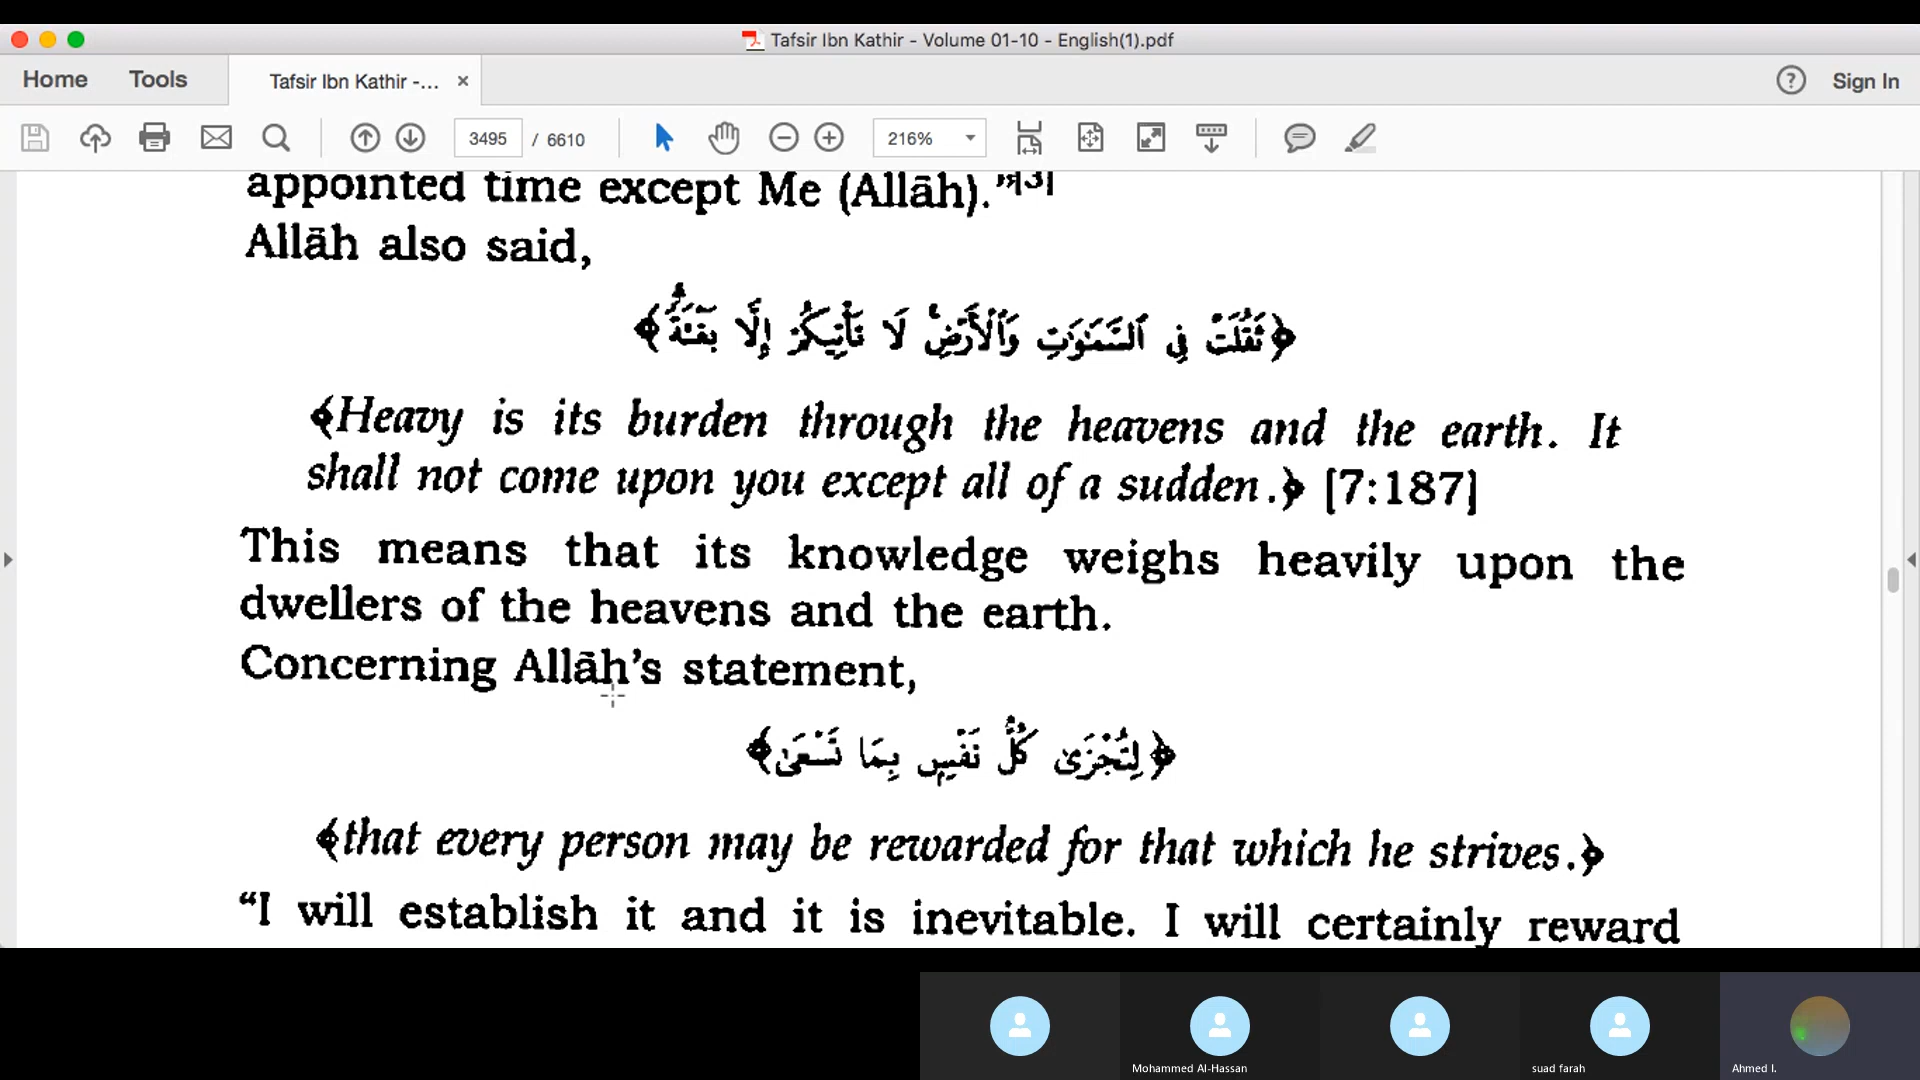 Tafsir Ibn Kathir - Volume 01-10 - English(1).pdf
Home Tools Tafsir Ibn Kathir -... × ? Sign In
3495 / 6610 216%
appointed time except Me (Allāh)."
Allāh also said,
﴿ثَقُلَتْ فِي ٱلسَّمَٰوَٰتِ وَٱلْأَرْضِ لَا تَأْتِيكُمْ إِلَّا بَغْتَةً﴾
﴾Heavy is its burden through the heavens and the earth. It
shall not come upon you except all of a sudden.﴿ [7:187]
This means that its knowledge weighs heavily upon the
dwellers of the heavens and the earth.
Concerning Allāh's statement,
﴿لِتُجْزَىٰ كُلُّ نَفْسٍ بِمَا تَسْعَىٰ﴾
﴾that every person may be rewarded for that which he strives.﴿
"I will establish it and it is inevitable. I will certainly reward
Mohammed Al-Hassan suad farah Ahmed I.